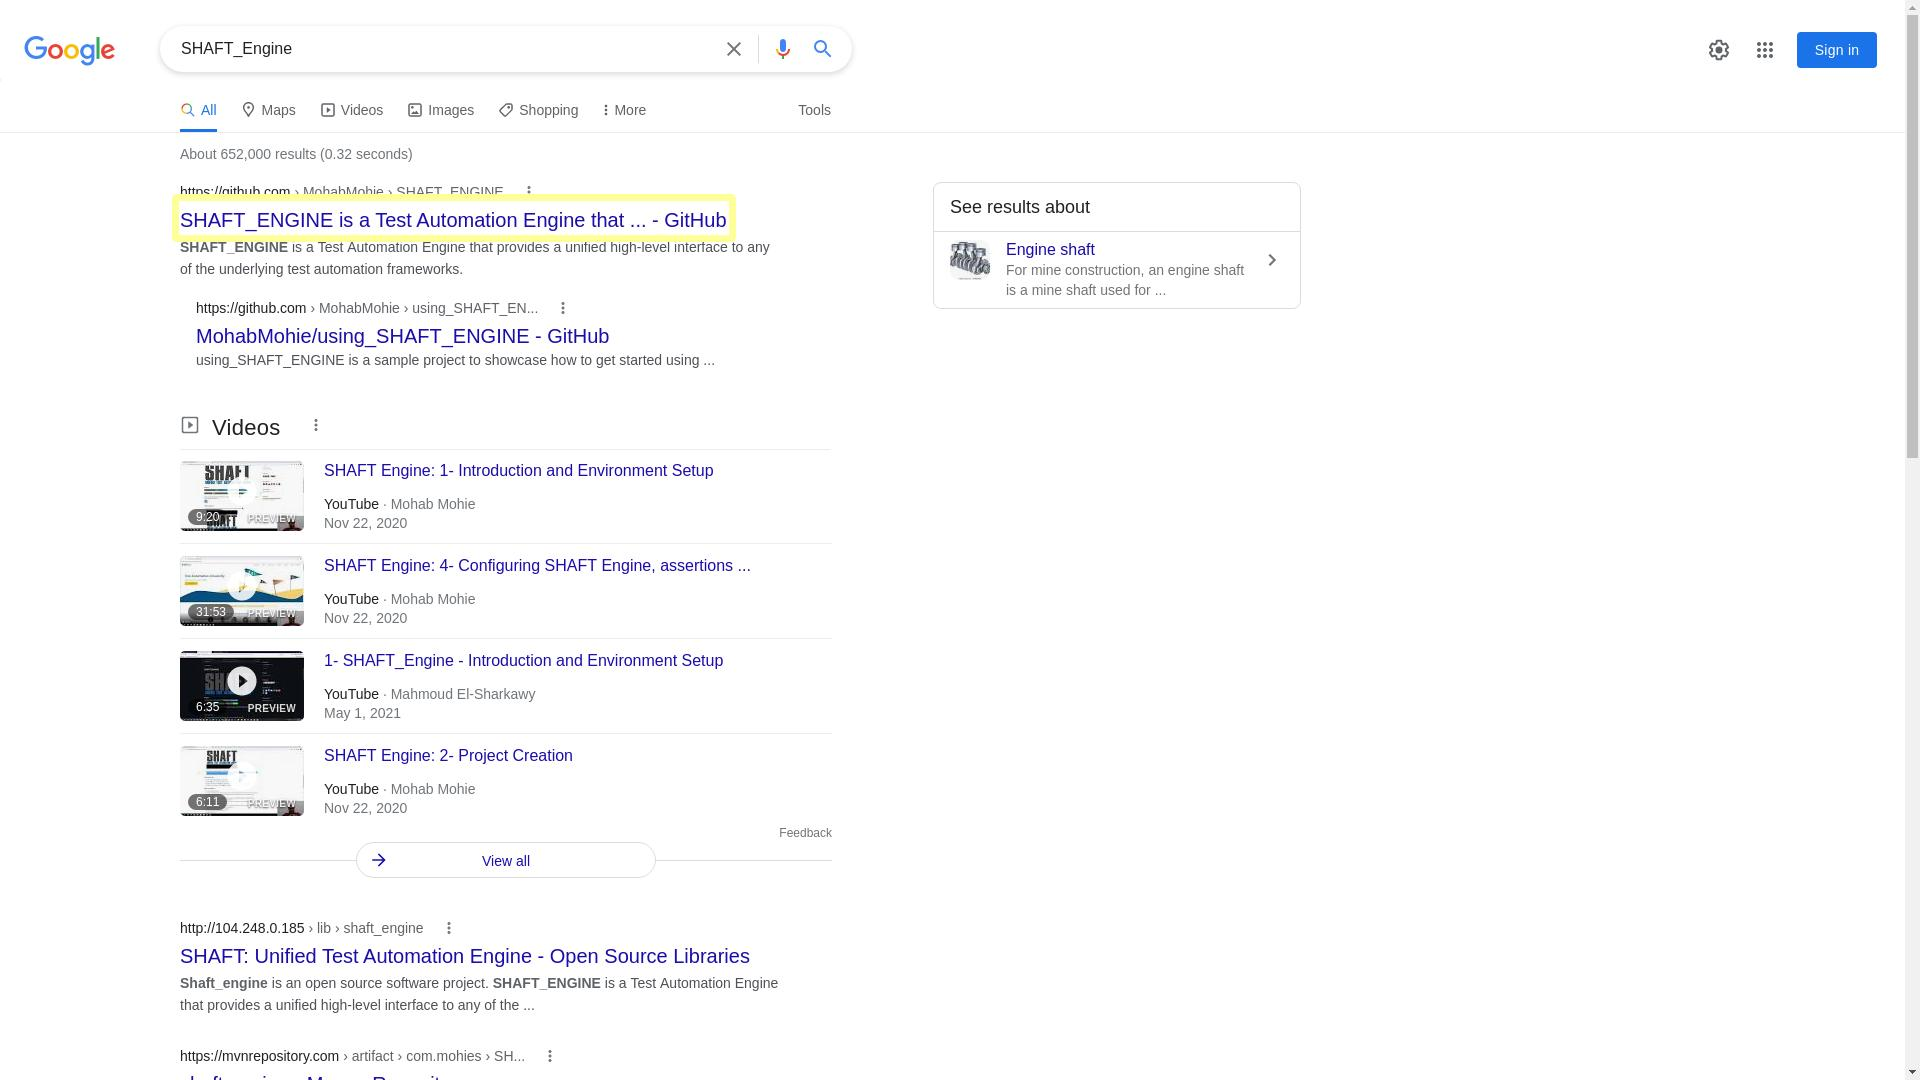 Google
SHAFT_Engine
Sign in
All
Maps
Videos
Images
Shopping
More
Tools
About 652,000 results (0.32 seconds)
https://github.com › MohabMohie › SHAFT_ENGINE
SHAFT_ENGINE is a Test Automation Engine that ... - GitHub
SHAFT_ENGINE is a Test Automation Engine that provides a unified high-level interface to any
of the underlying test automation frameworks.
https://github.com › MohabMohie › using_SHAFT_EN...
MohabMohie/using_SHAFT_ENGINE - GitHub
using_SHAFT_ENGINE is a sample project to showcase how to get started using ...
See results about
Engine shaft
For mine construction, an engine shaft
is a mine shaft used for ...
Videos
SHAFT
9:20
PREVIEW
SHAFT Engine: 1- Introduction and Environment Setup
YouTube · Mohab Mohie
Nov 22, 2020
31:53
PREVIEW
SHAFT Engine: 4- Configuring SHAFT Engine, assertions ...
YouTube · Mohab Mohie
Nov 22, 2020
6:35
PREVIEW
1- SHAFT_Engine - Introduction and Environment Setup
YouTube · Mahmoud El-Sharkawy
May 1, 2021
SHAFT
6:11
PREVIEW
SHAFT Engine: 2- Project Creation
YouTube · Mohab Mohie
Nov 22, 2020
Feedback
View all
http://104.248.0.185 › lib › shaft_engine
SHAFT: Unified Test Automation Engine - Open Source Libraries
Shaft_engine is an open source software project. SHAFT_ENGINE is a Test Automation Engine
that provides a unified high-level interface to any of the ...
https://mvnrepository.com › artifact › com.mohies › SH...